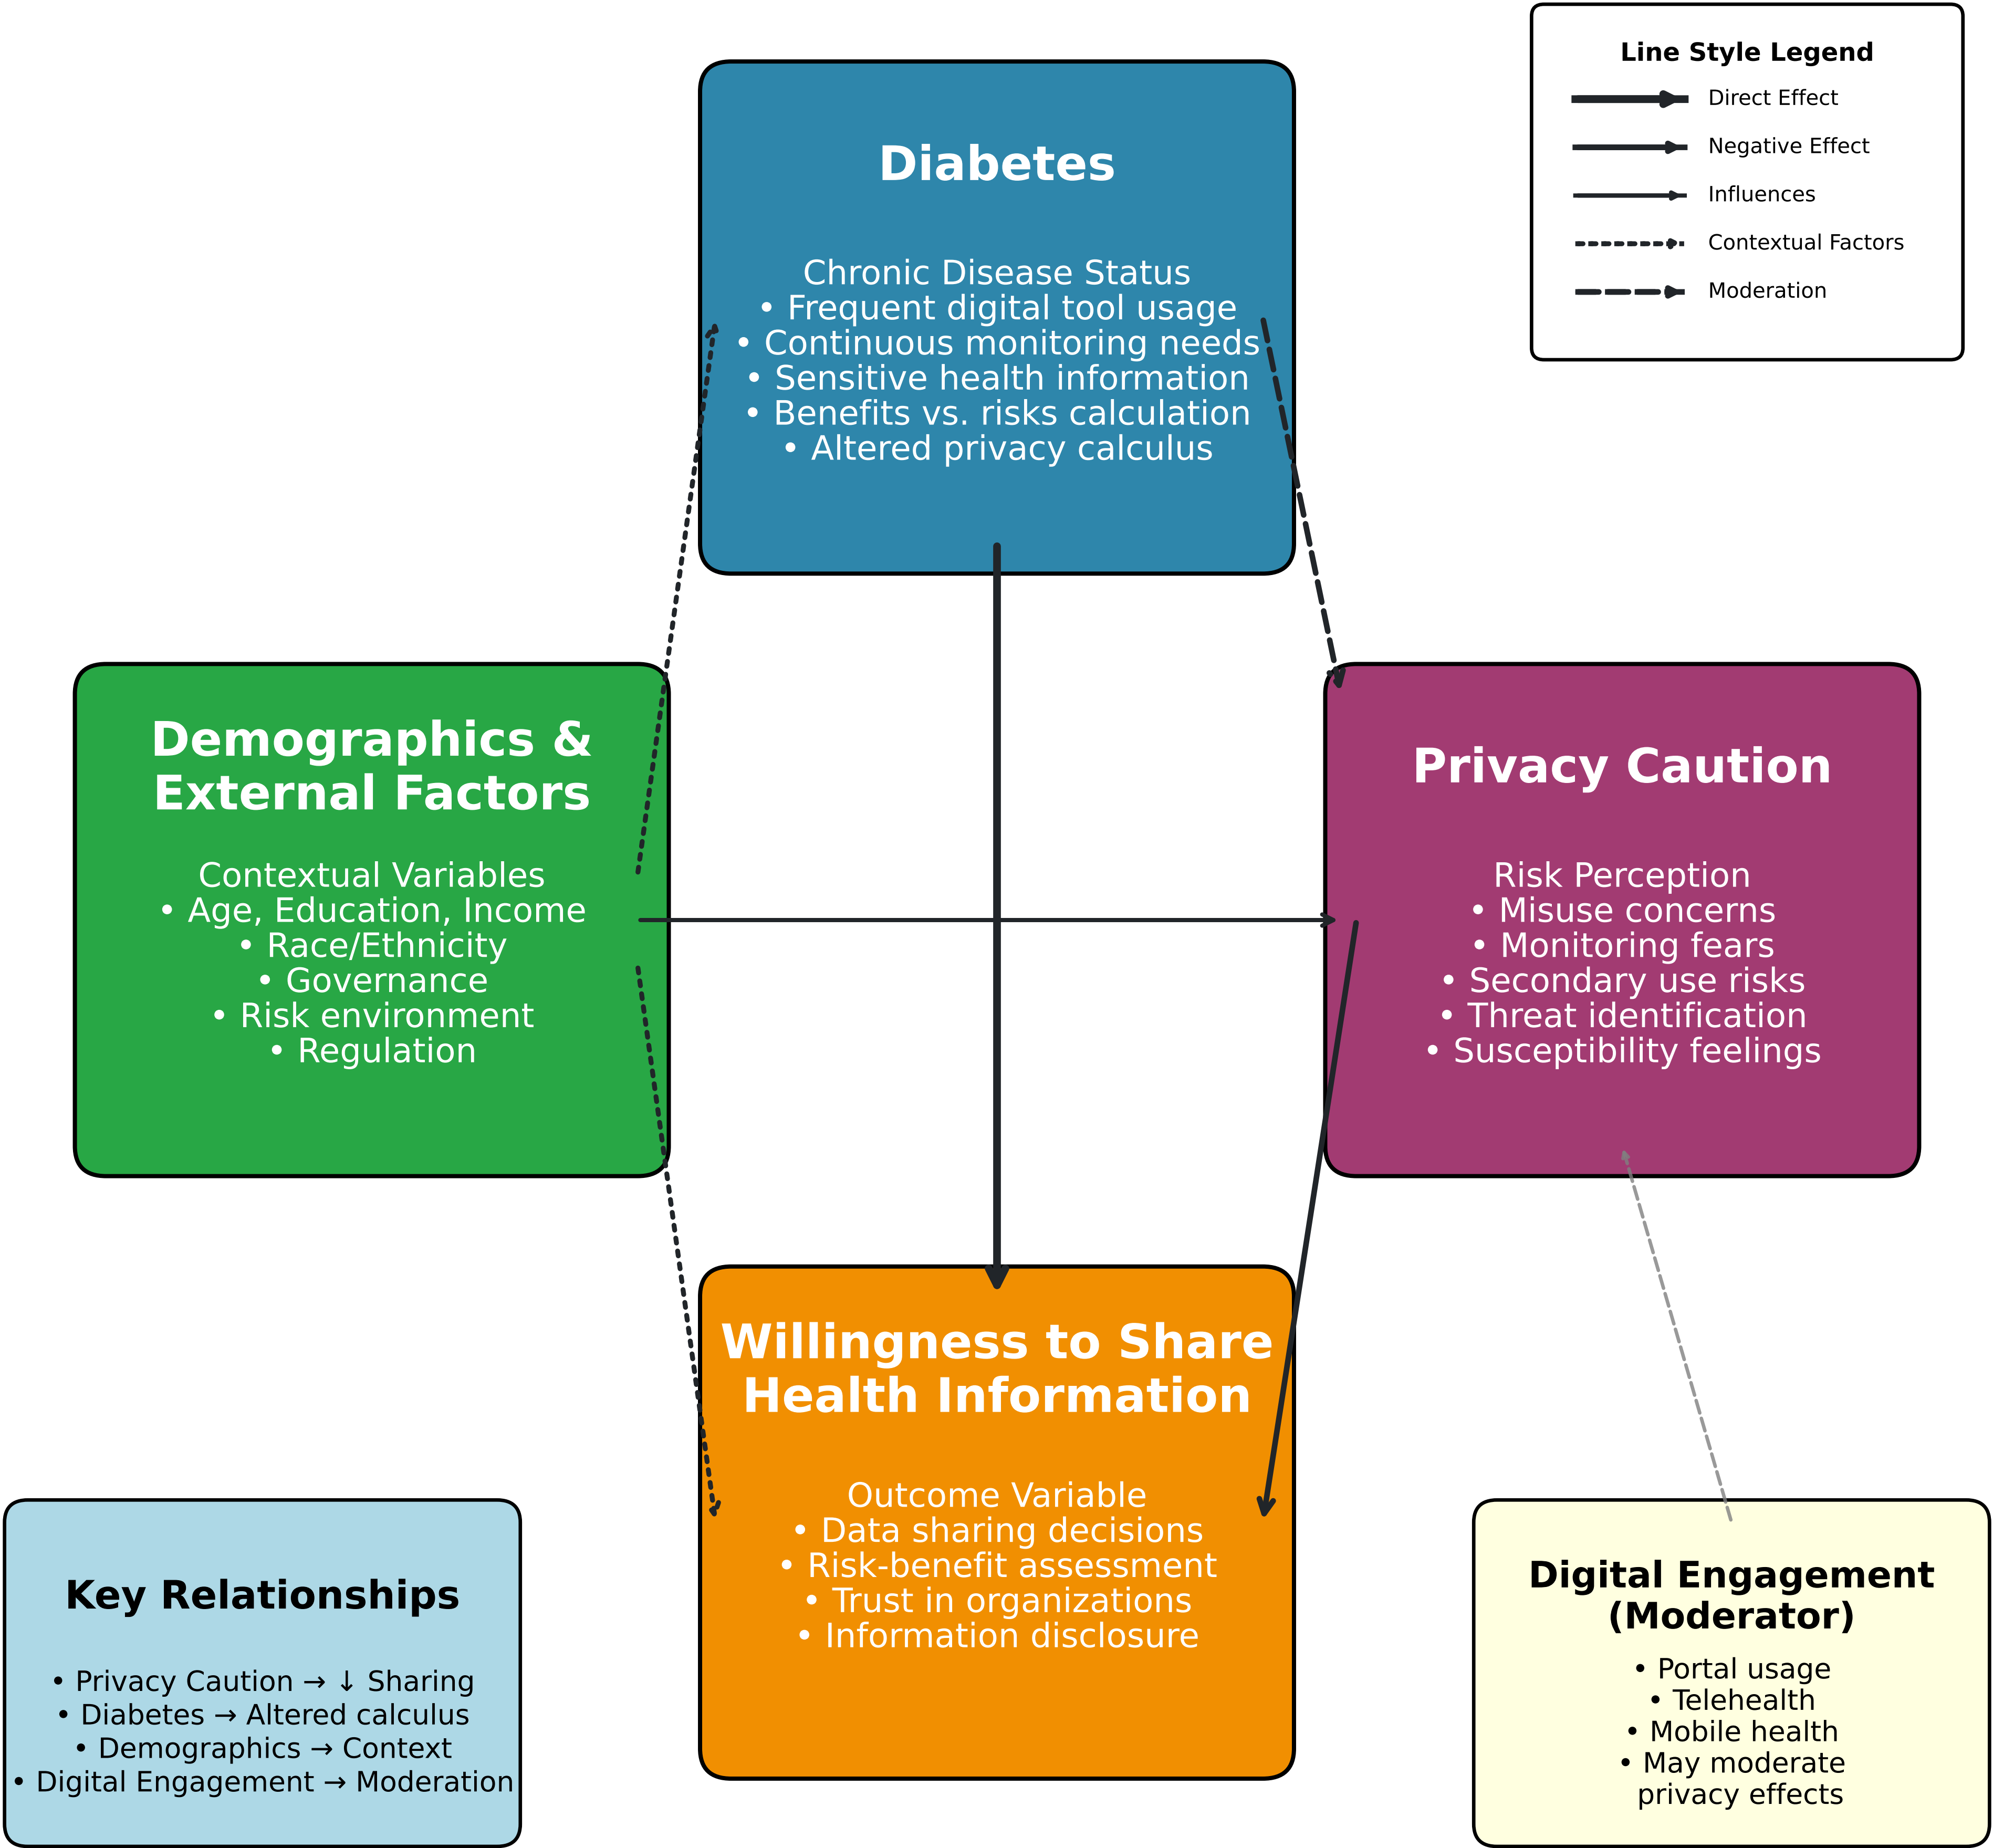 Line Style Legend
Direct Effect
Negative Effect
Influences
Contextual Factors
Moderation
Diabetes
Chronic Disease Status
• Frequent digital tool usage
• Continuous monitoring needs
• Sensitive health information
• Benefits vs. risks calculation
• Altered privacy calculus
Demographics &
External Factors
Contextual Variables
• Age, Education, Income
• Race/Ethnicity
• Governance
• Risk environment
• Regulation
Privacy Caution
Risk Perception
• Misuse concerns
• Monitoring fears
• Secondary use risks
• Threat identification
• Susceptibility feelings
Willingness to Share
Health Information
Outcome Variable
• Data sharing decisions
• Risk-benefit assessment
• Trust in organizations
• Information disclosure
Key Relationships
• Privacy Caution → ↓ Sharing
• Diabetes → Altered calculus
• Demographics → Context
• Digital Engagement → Moderation
Digital Engagement
(Moderator)
• Portal usage
• Telehealth
• Mobile health
• May moderate
privacy effects